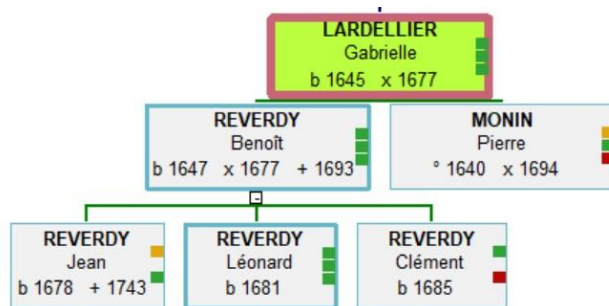 LARDELLIER
Gabrielle
b 1645 x 1677
REVERDY
Benoît
b 1647 x 1677 + 1693
MONIN
Pierre
° 1640 x 1694
REVERDY
Jean
b 1678 + 1743
REVERDY
Léonard
b 1681
REVERDY
Clément
b 1685